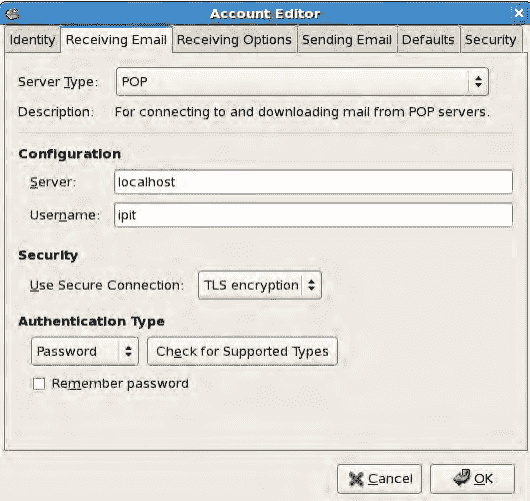 Account Editor
Identity Receiving Email Receiving Options Sending Email Defaults Security
Server Type: POP
Description: For connecting to and downloading mail from POP servers.
Configuration
Server: localhost
Username: ipit
Security
Use Secure Connection: TLS encryption
Authentication Type
Password Check for Supported Types
Remember password
Cancel OK